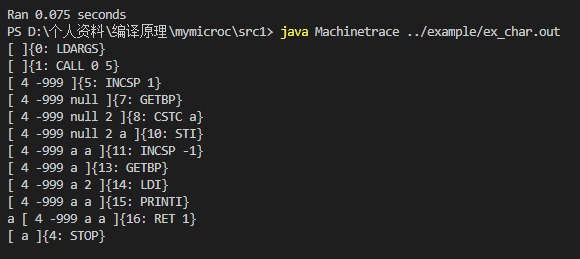 Ran 0.075 seconds
PS D:\个人资料\编译原理\mymicroc\src1> java Machinetrace ../example/ex_char.out
[ ]{0: LDARGS}
[ ]{1: CALL 0 5}
[ 4 -999 ]{5: INCSP 1}
[ 4 -999 null ]{7: GETBP}
[ 4 -999 null 2 ]{8: CSTC a}
[ 4 -999 null 2 a ]{10: STI}
[ 4 -999 a a ]{11: INCSP -1}
[ 4 -999 a ]{13: GETBP}
[ 4 -999 a 2 ]{14: LDI}
[ 4 -999 a a ]{15: PRINTI}
a [ 4 -999 a a ]{16: RET 1}
[ a ]{4: STOP}